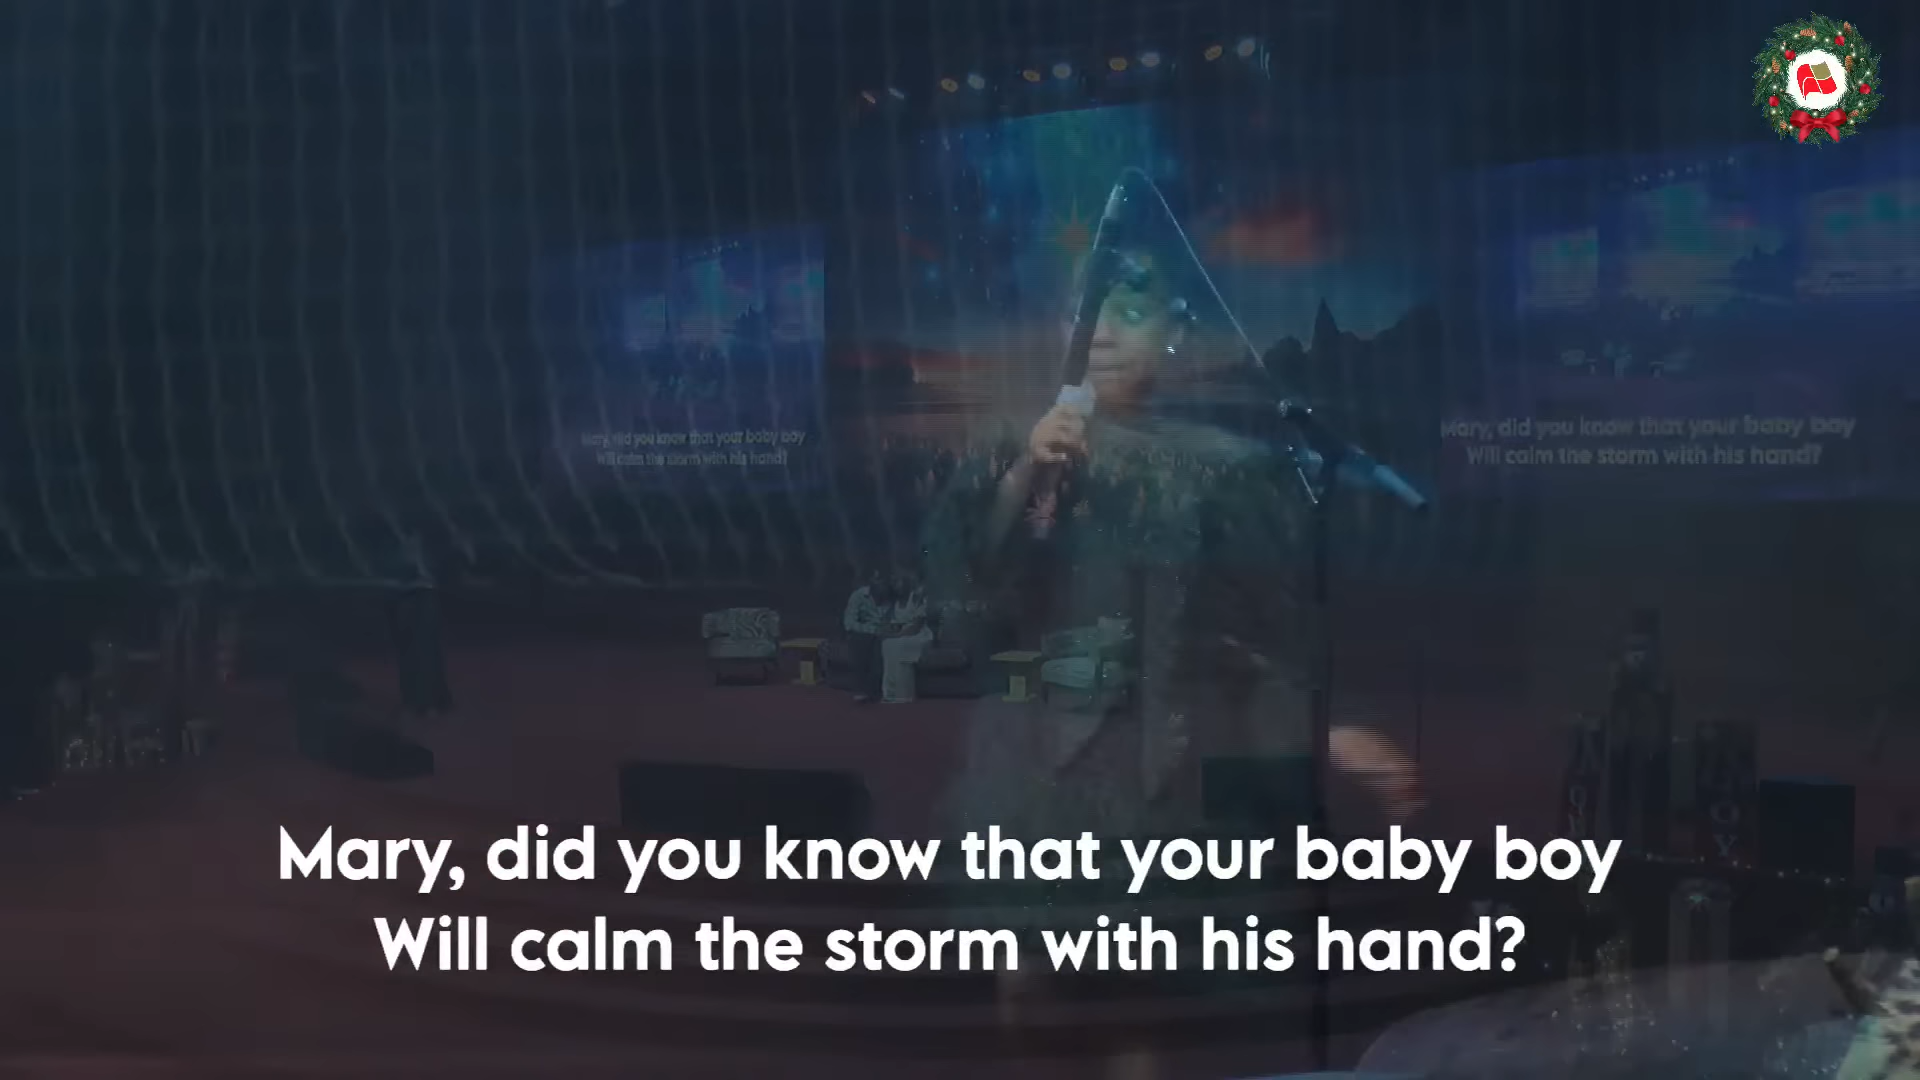 Mary, did you know that your baby boy
Will calm the storm with his hand?
Mary, did you know that your baby boy
Will calm the storm with his hand?
Mary, did you know that your baby boy
Will calm the storm with his hand?
JOY